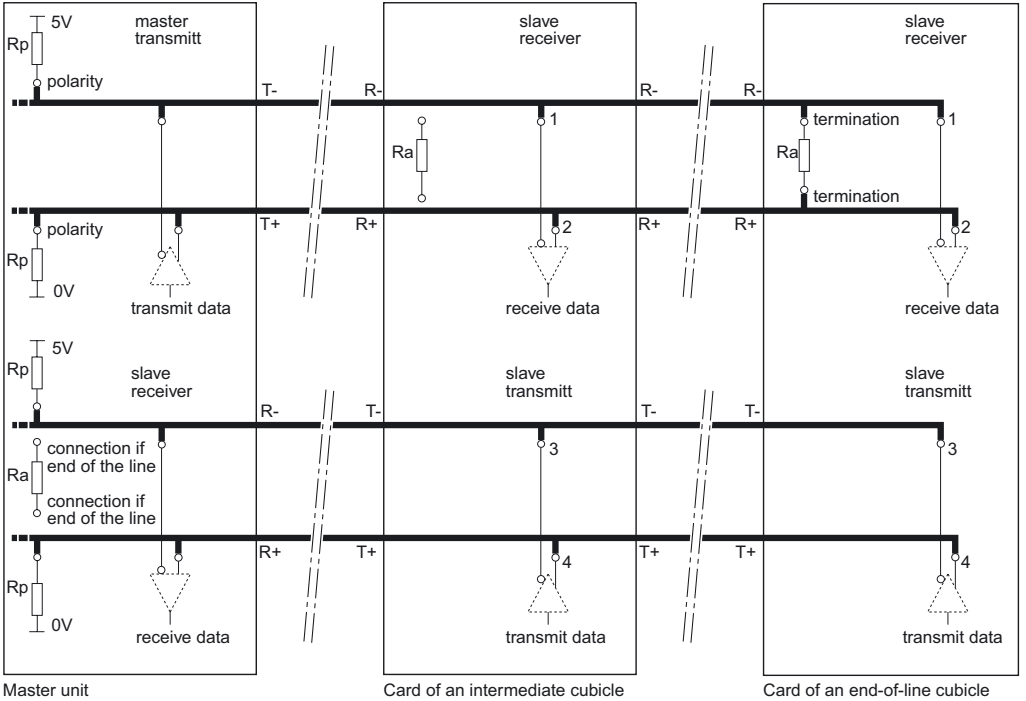 5V
master
transmitt
slave
receiver
slave
receiver
Rp
polarity
T-
R-
R-
R-
1
termination
1
Ra
Ra
termination
polarity
T+
R+
2
R+
R+
2
Rp
0V
transmit data
receive data
receive data
5V
Rp
slave
receiver
slave
transmitt
slave
transmitt
R-
T-
T-
T-
connection if
end of the line
3
3
Ra
connection if
end of the line
R+
T+
T+
T+
4
4
Rp
0V
receive data
transmit data
transmit data
Master unit
Card of an intermediate cubicle
Card of an end-of-line cubicle